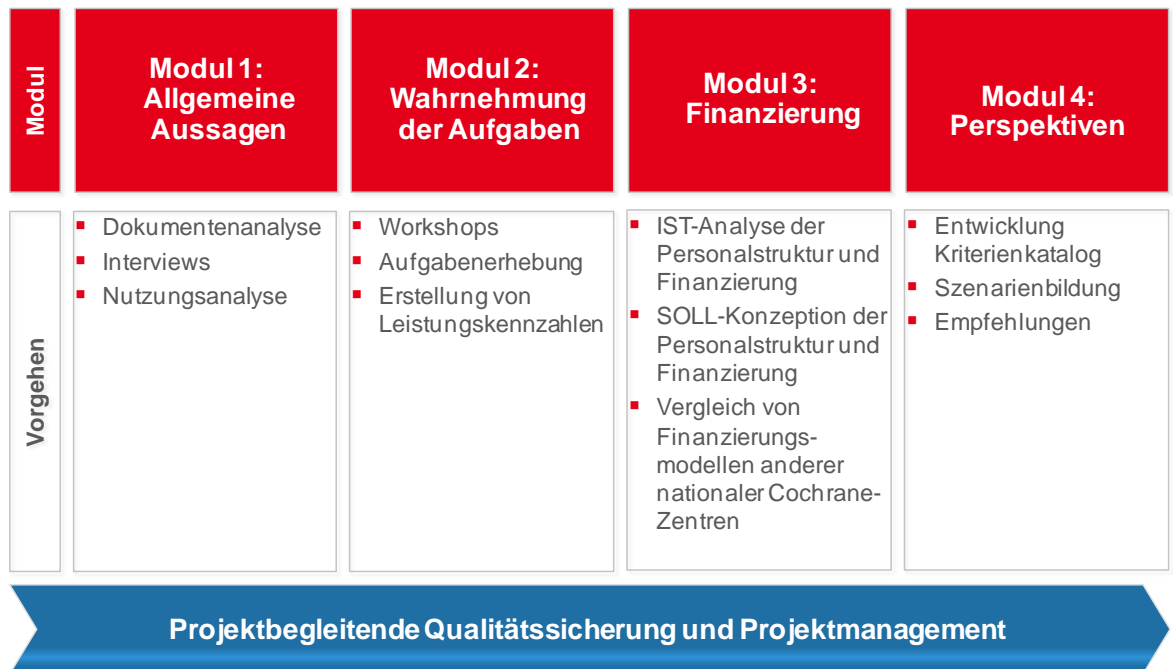 Modul
Modul 1:
Allgemeine
Aussagen
Modul 2:
Wahrnehmung
der Aufgaben
Modul 3:
Finanzierung
Modul 4:
Perspektiven
Vorgehen
▪ Dokumentenanalyse
▪ Interviews
▪ Nutzungsanalyse
▪ Workshops
▪ Aufgabenerhebung
▪ Erstellung von
Leistungskennzahlen
▪ IST-Analyse der
Personalstruktur und
Finanzierung
▪ SOLL-Konzeption der
Personalstruktur und
Finanzierung
▪ Vergleich von
Finanzierungs-
modellen anderer
nationaler Cochrane-
Zentren
▪ Entwicklung
Kriterienkatalog
▪ Szenarienbildung
▪ Empfehlungen
Projektbegleitende Qualitätssicherung und Projektmanagement